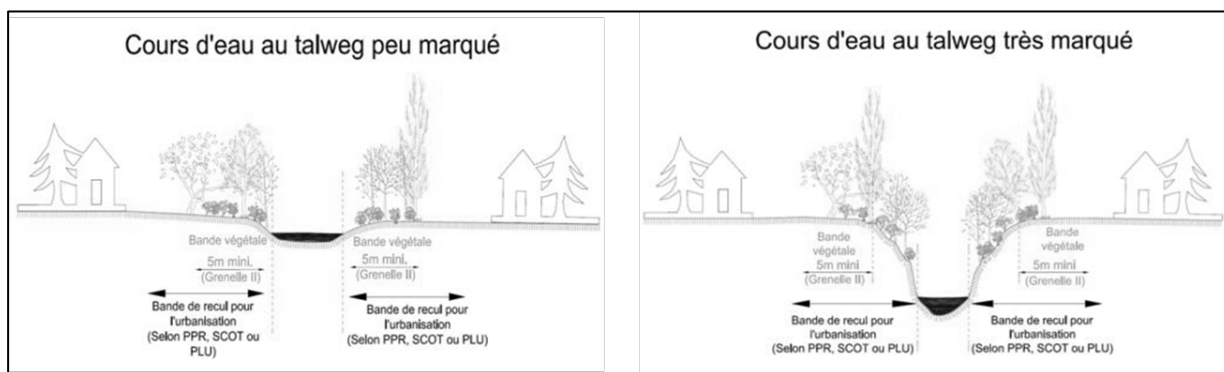 Cours d'eau au talweg peu marqué
Bande végétale
5m mini.
(Grenelle II)
Bande de recul pour
l'urbanisation
(Selon PPR, SCOT ou
PLU)
Bande végétale
5m mini.
(Grenelle II)
Bande de recul pour
l'urbanisation
(Selon PPR, SCOT ou PLU)
Cours d'eau au talweg très marqué
Bande
végétale
5m mini
(Grenelle II)
Bande de recul pour
l'urbanisation
(Selon PPR, SCOT ou PLU)
Bande
végétale
5m mini
(Grenelle II)
Bande de recul pour
l'urbanisation
(Selon PPR, SCOT ou PLU)